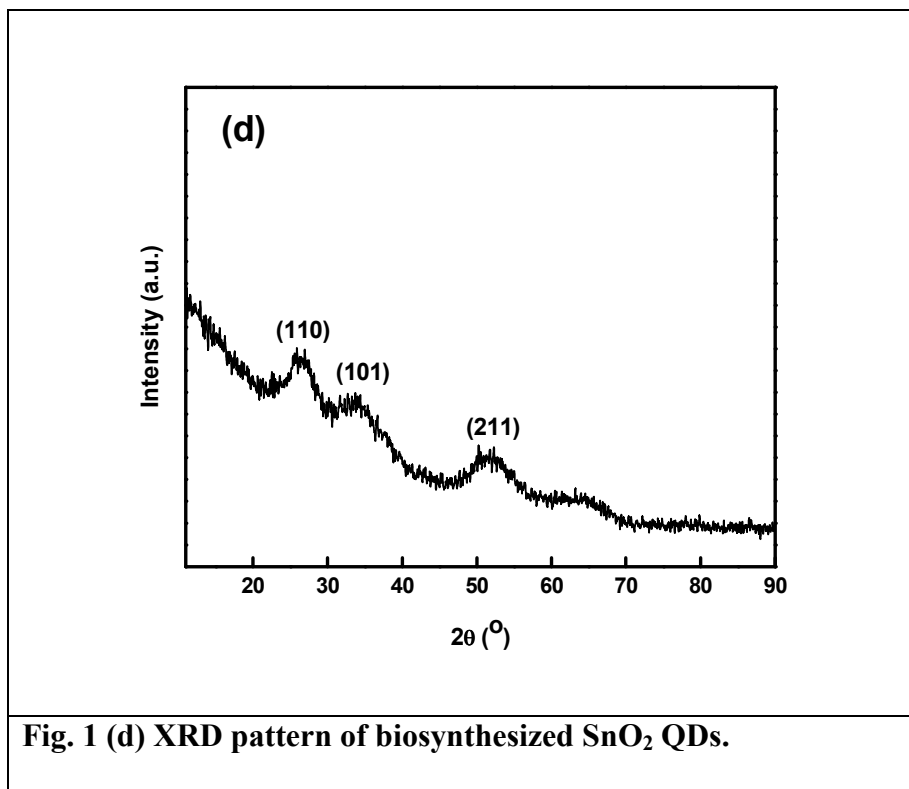 (d)
Intensity (a.u.)
(110)
(101)
(211)
20 30 40 50 60 70 80 90
2θ (°)
Fig. 1 (d) XRD pattern of biosynthesized SnO₂ QDs.